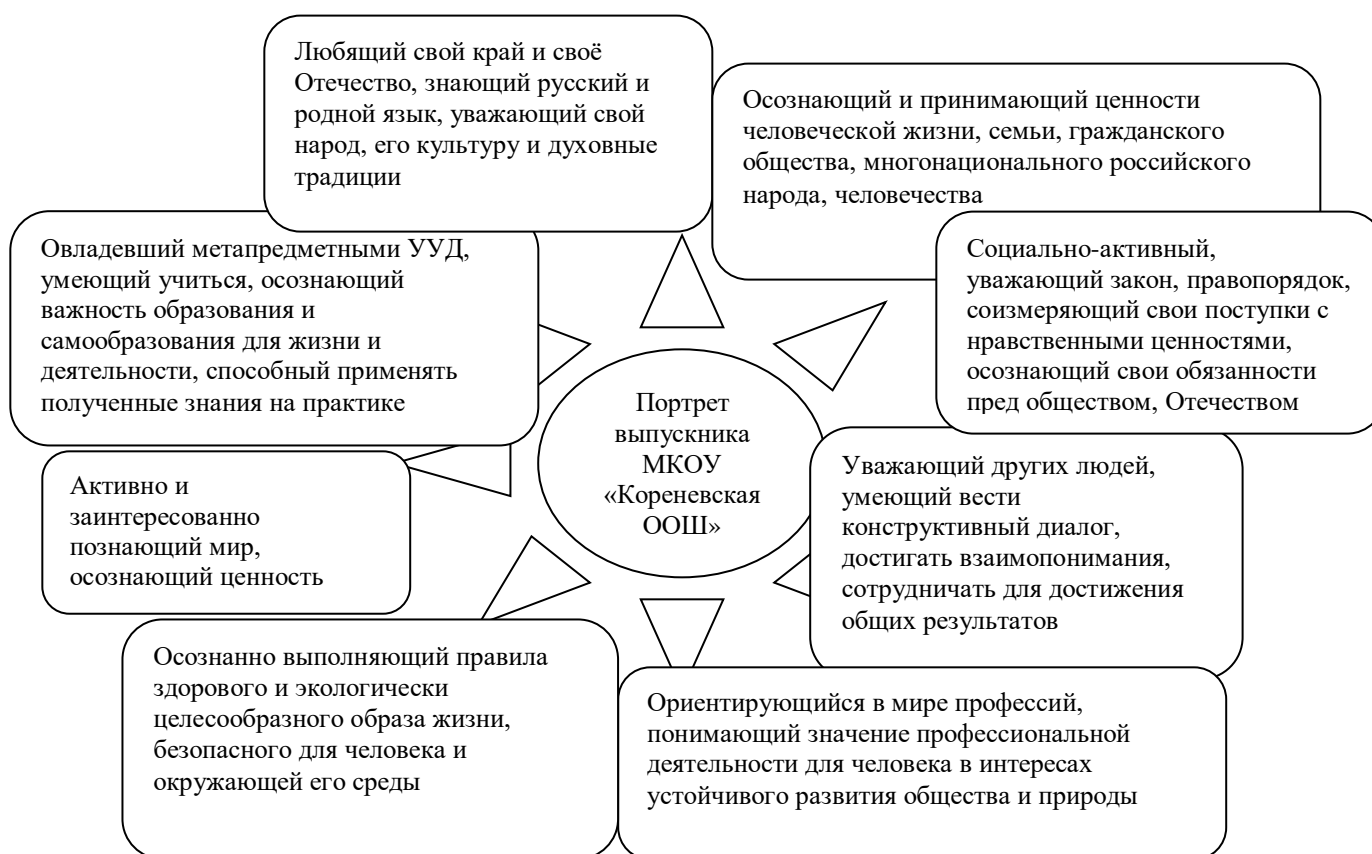 Любящий свой край и своё
Отечество, знающий русский и
родной язык, уважающий свой
народ, его культуру и духовные
традиции
Осознающий и принимающий ценности
человеческой жизни, семьи, гражданского
общества, многонационального российского
народа, человечества
Овладевший метапредметными УУД,
умеющий учиться, осознающий
важность образования и
самообразования для жизни и
деятельности, способный применять
полученные знания на практике
Социально-активный,
уважающий закон, правопорядок,
соизмеряющий свои поступки с
нравственными ценностями,
осознающий свои обязанности
пред обществом, Отечеством
Портрет
выпускника
МКОУ
«Кореневская
ООШ»
Активно и
заинтересованно
познающий мир,
осознающий ценность
Уважающий других людей,
умеющий вести
конструктивный диалог,
достигать взаимопонимания,
сотрудничать для достижения
общих результатов
Осознанно выполняющий правила
здорового и экологически
целесообразного образа жизни,
безопасного для человека и
окружающей его среды
Ориентирующийся в мире профессий,
понимающий значение профессиональной
деятельности для человека в интересах
устойчивого развития общества и природы